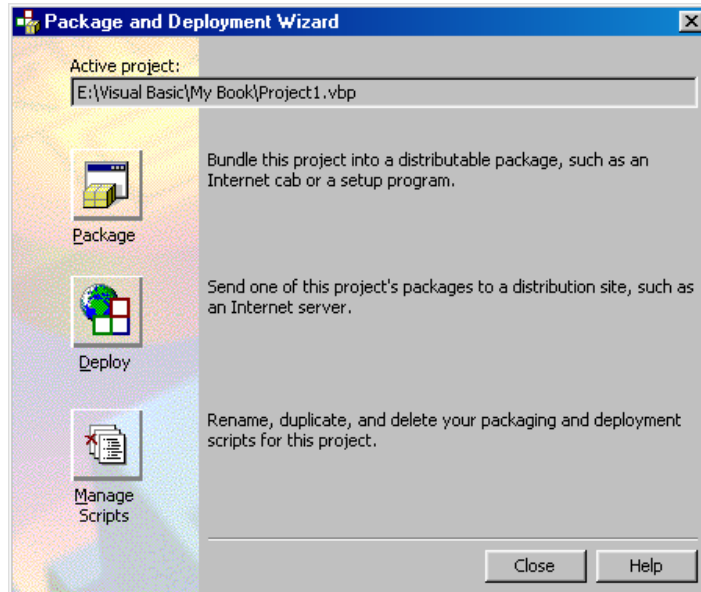 Package and Deployment Wizard
Active project:
E:\Visual Basic\My Book\Project1.vbp
Bundle this project into a distributable package, such as an
Internet cab or a setup program.
Package
Send one of this project's packages to a distribution site, such as
an Internet server.
Deploy
Rename, duplicate, and delete your packaging and deployment
scripts for this project.
Manage
Scripts
Close
Help